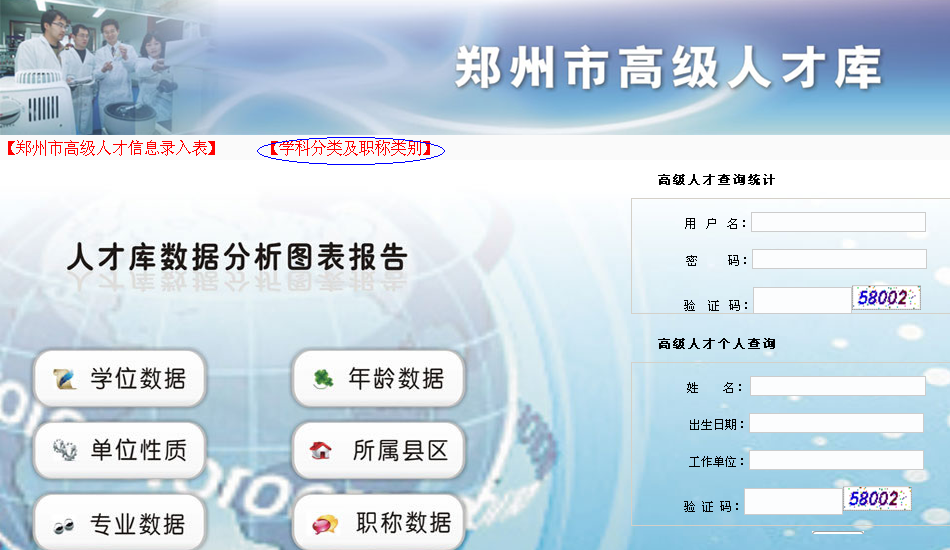 郑州市高级人才库
【郑州市高级人才信息录入表】 【学科分类及职称类别】
人才库数据分析图表报告
学位数据 年龄数据
单位性质 所属县区
专业数据 职称数据
高级人才查询统计
用 户 名：
密 码：
验 证 码： 58002
高级人才个人查询
姓 名：
出生日期：
工作单位：
验 证 码： 58002